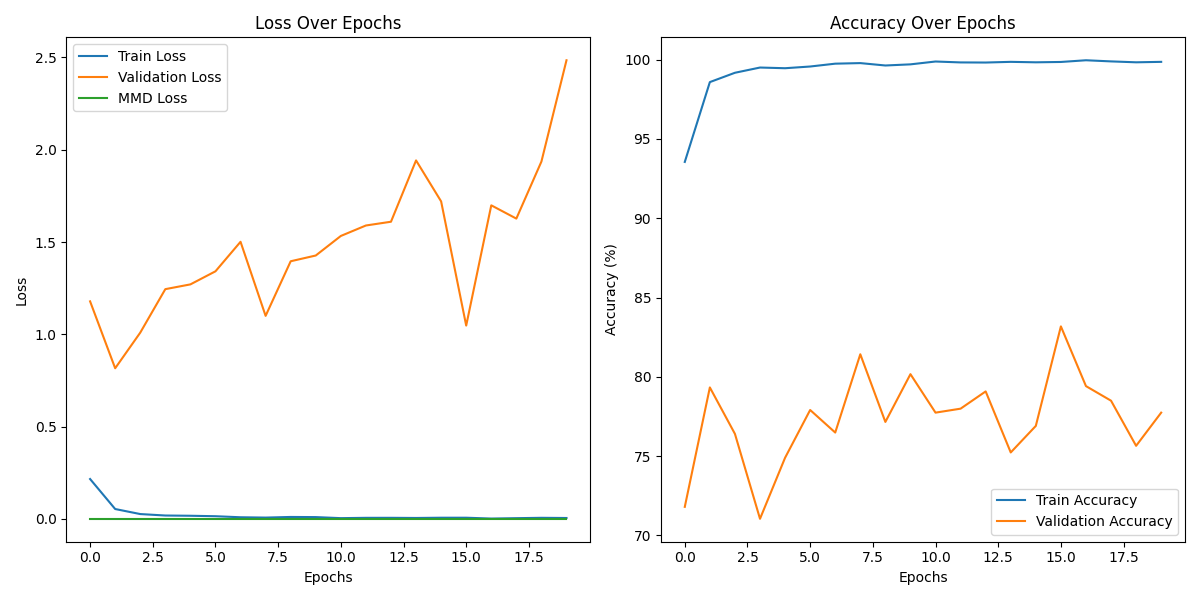 Loss Over Epochs
Train Loss
Validation Loss
MMD Loss
2.5
2.0
1.5
1.0
0.5
0.0
Loss
0.0 2.5 5.0 7.5 10.0 12.5 15.0 17.5
Epochs
Accuracy Over Epochs
100
95
90
85
80
75
70
Accuracy (%)
Train Accuracy
Validation Accuracy
0.0 2.5 5.0 7.5 10.0 12.5 15.0 17.5
Epochs